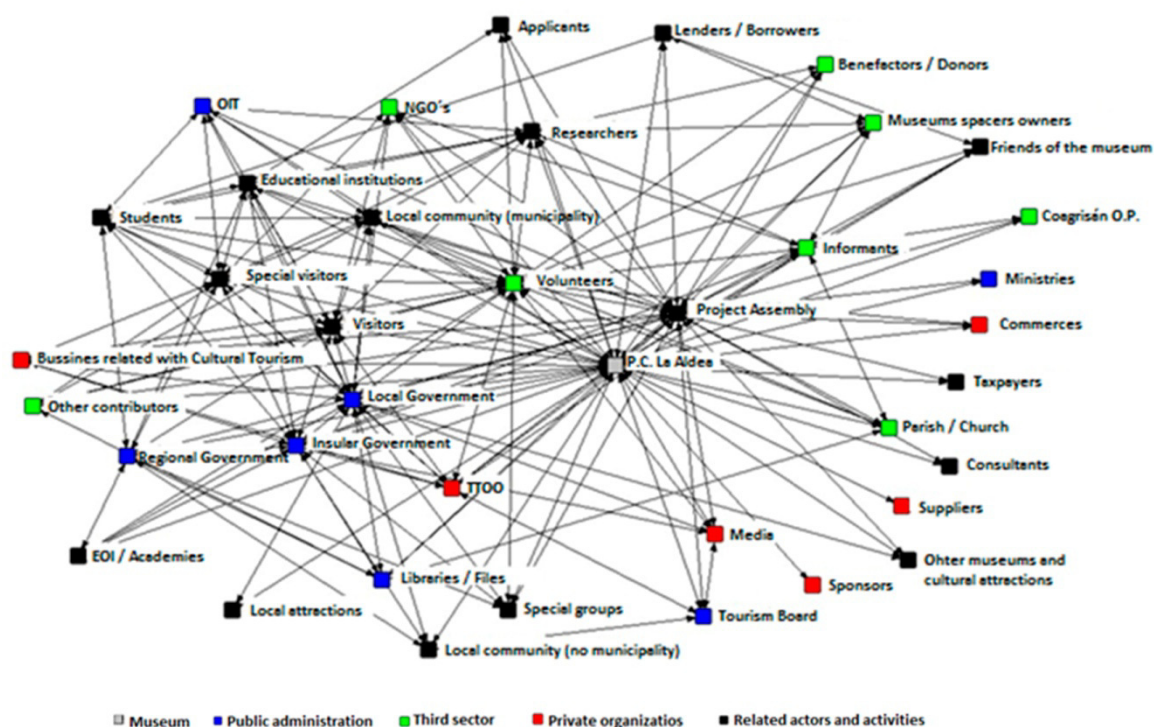 Applicants
Lenders / Borrowers
Benefactors / Donors
OIT
NGO´s
Museums spacers owners
Researchers
Friends of the museum
Educational institutions
Students
Local community (municipality)
Coagrisán O.P.
Informants
Special visitors
Volunteers
Ministries
Project Assembly
Visitors
Commerces
Bussines related with Cultural Tourism
P.C. La Aldea
Taxpayers
Local Government
Other contributors
Parish / Church
Insular Government
Regional Government
Consultants
TTOO
Suppliers
Media
EOI / Academies
Ohter museums and
cultural attractions
Libraries / Files
Sponsors
Local attractions
Special groups
Tourism Board
Local community (no municipality)
Museum Public administration Third sector Private organizatios Related actors and activities